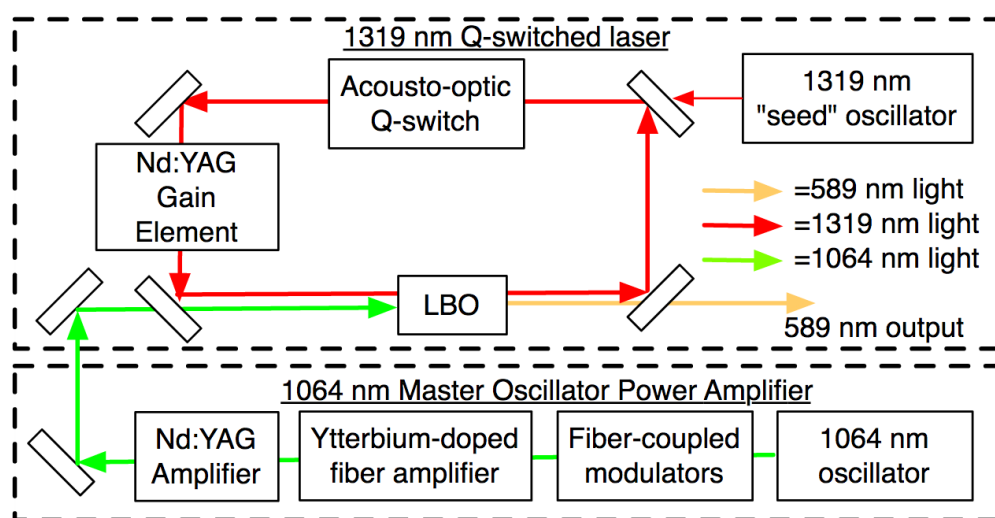 1319 nm Q-switched laser
Acousto-optic
Q-switch
1319 nm
"seed" oscillator
Nd:YAG
Gain
Element
=589 nm light
=1319 nm light
=1064 nm light
LBO
589 nm output
1064 nm Master Oscillator Power Amplifier
Nd:YAG
Amplifier
Ytterbium-doped
fiber amplifier
Fiber-coupled
modulators
1064 nm
oscillator